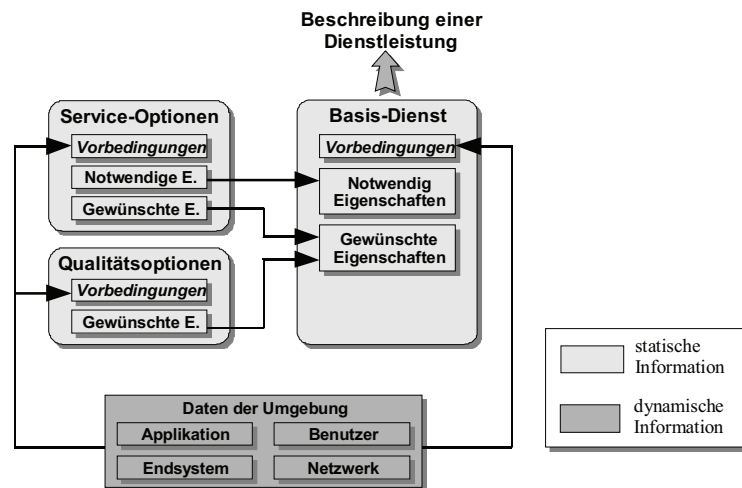 Beschreibung einer
Dienstleistung
Service-Optionen
Vorbedingungen
Notwendige E.
Gewünschte E.
Qualitätsoptionen
Vorbedingungen
Gewünschte E.
Basis-Dienst
Vorbedingungen
Notwendig
Eigenschaften
Gewünschte
Eigenschaften
Daten der Umgebung
Applikation
Benutzer
Endsystem
Netzwerk
statische
Information
dynamische
Information